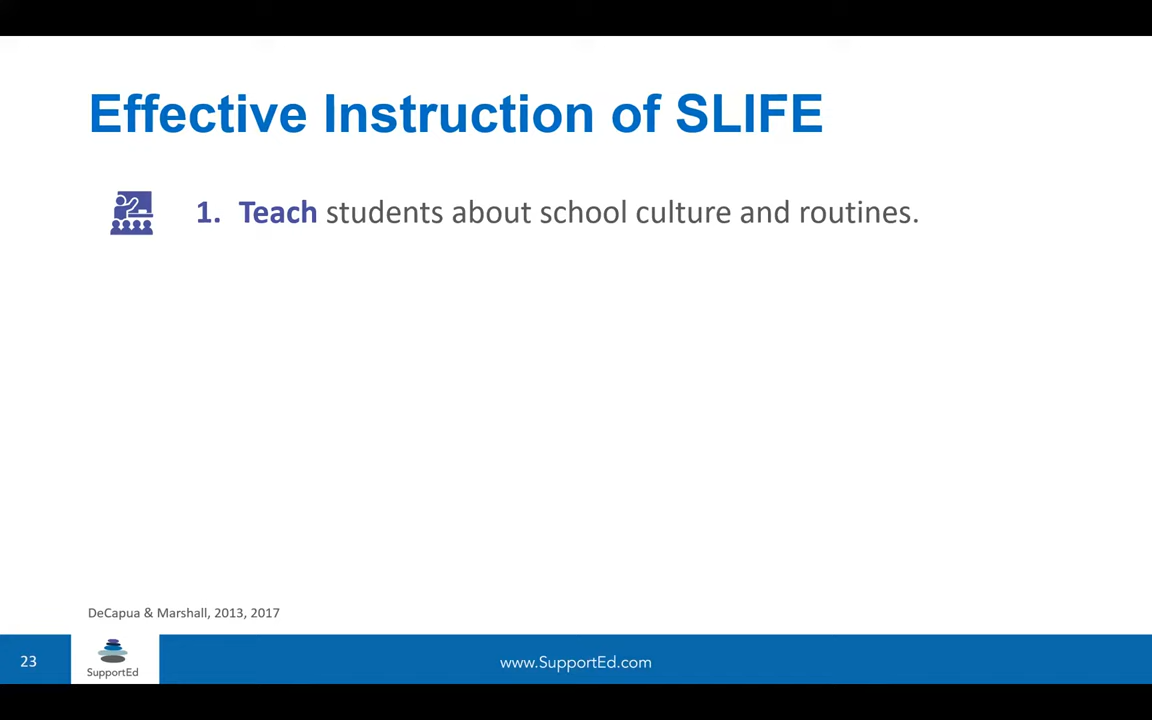 Effective Instruction of SLIFE
1. Teach students about school culture and routines.
DeCapua & Marshall, 2013, 2017
23
SupportEd
www.SupportEd.com